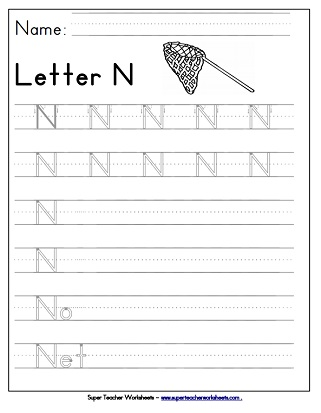 Name:
Letter N
N N N N N
N N N N N
N
N
No
Net
Super Teacher Worksheets - www.superteacherworksheets.com